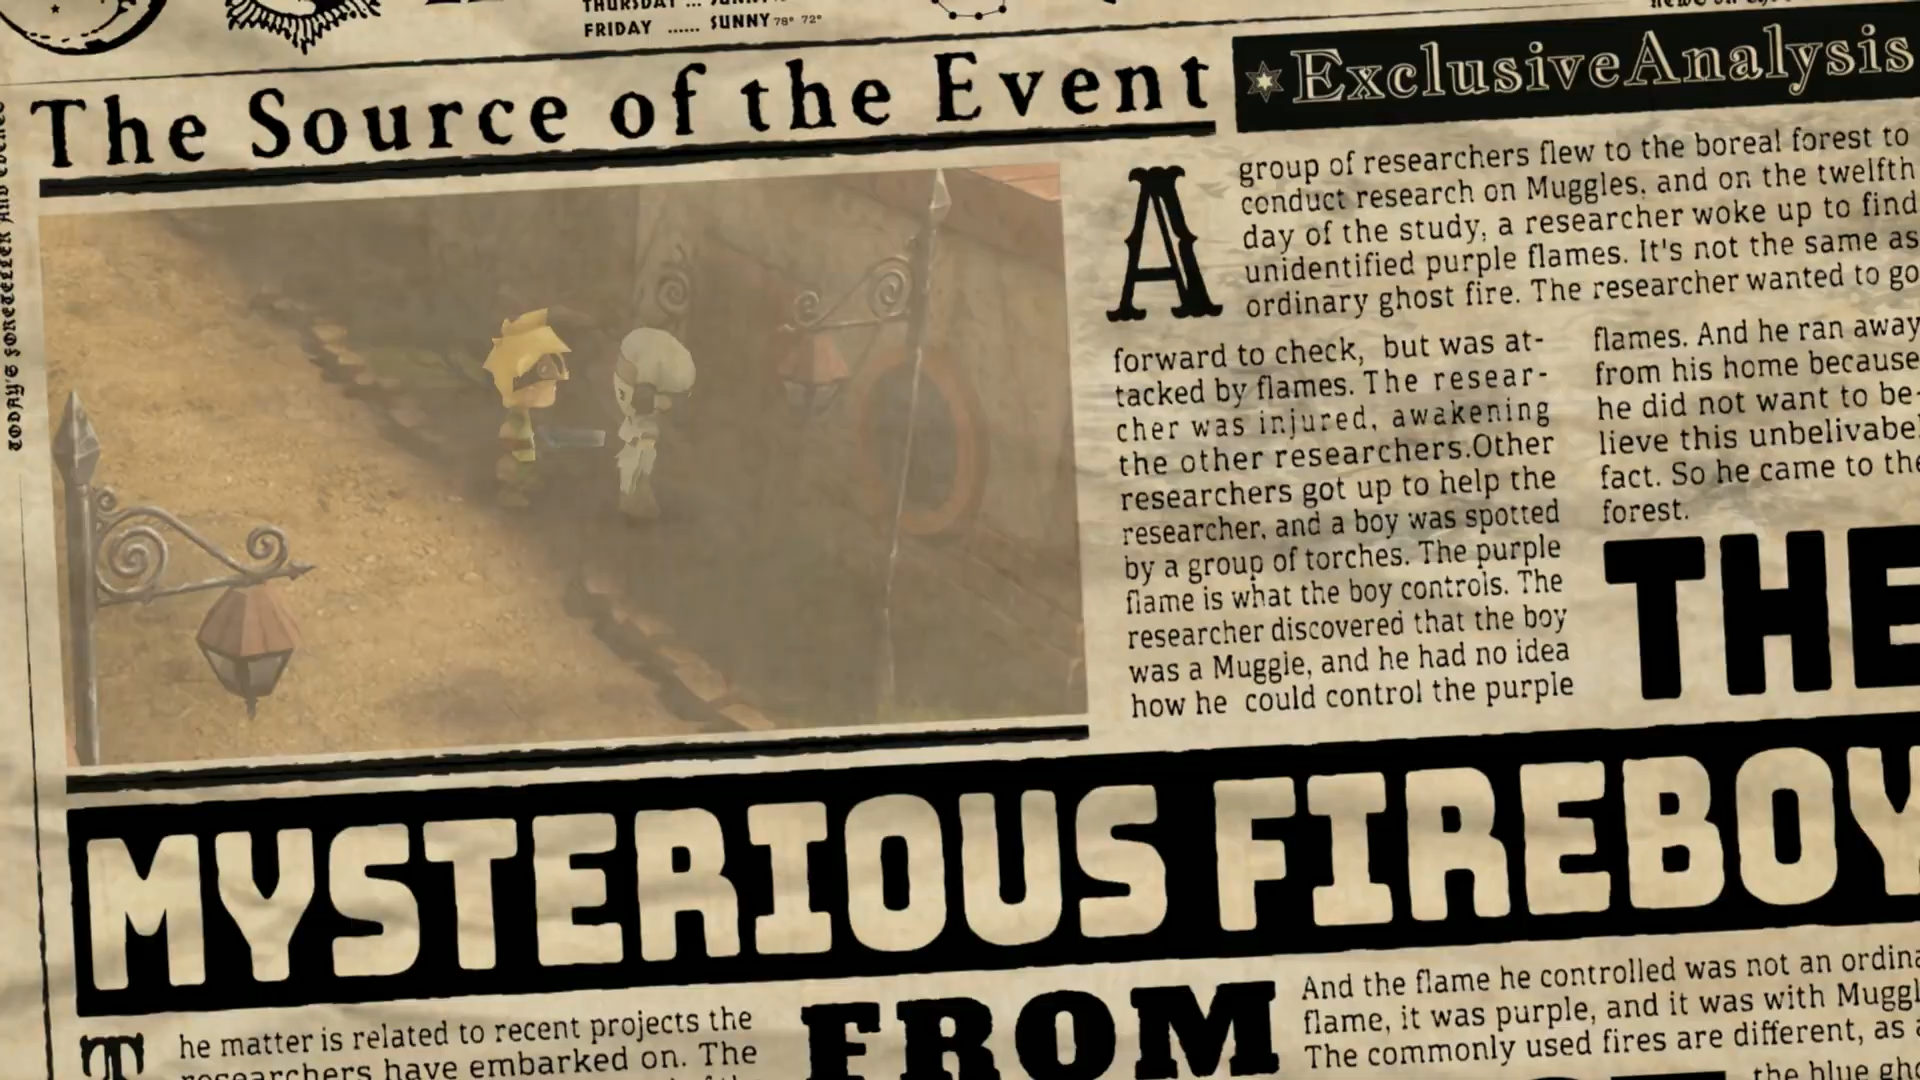 FRIDAY ...... SUNNY 78° 72°
TODAY'S FORETELLER AND EVENCE
The Source of the Event
Exclusive Analysis
A group of researchers flew to the boreal forest to
conduct research on Muggles, and on the twelfth
day of the study, a researcher woke up to find
unidentified purple flames. It's not the same as
ordinary ghost fire. The researcher wanted to go
forward to check, but was at-
tacked by flames. The resear-
cher was injured, awakening
the other researchers.Other
researchers got up to help the
researcher, and a boy was spotted
by a group of torches. The purple
flame is what the boy controls. The
researcher discovered that the boy
was a Muggle, and he had no idea
how he could control the purple
flames. And he ran away
from his home because
he did not want to be-
lieve this unbelivabel
fact. So he came to the
forest.
THE
MYSTERIOUS FIREBOY
The matter is related to recent projects the
researchers have embarked on. The
FROM
And the flame he controlled was not an ordina
flame, it was purple, and it was with Muggl
The commonly used fires are different, as a
the blue gho